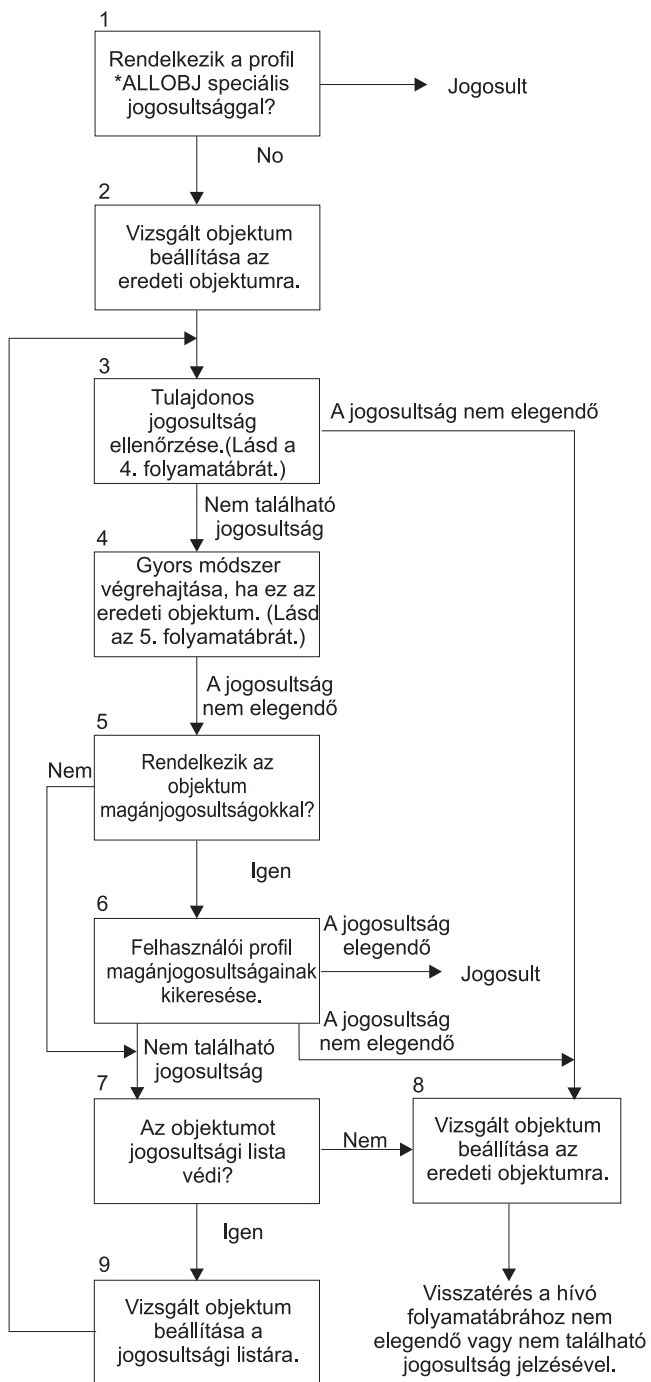 1
Rendelkezik a profil
*ALLOBJ speciális
jogosultsággal?
Jogosult
No
2
Vizsgált objektum
beállítása az
eredeti objektumra.
3
Tulajdonos
jogosultság
ellenőrzése.(Lásd a
4. folyamatábrát.)
A jogosultság nem elegendő
Nem található
jogosultság
4
Gyors módszer
végrehajtása, ha ez az
eredeti objektum. (Lásd
az 5. folyamatábrát.)
A jogosultság
nem elegendő
5
Nem
Rendelkezik az
objektum
magánjogosultságokkal?
Igen
6
Felhasználói profil
magánjogosultságainak
kikeresése.
A jogosultság
elegendő
Jogosult
A jogosultság
nem elegendő
Nem található
jogosultság
7
Az objektumot
jogosultsági lista
védi?
Nem
8
Vizsgált objektum
beállítása az
eredeti objektumra.
Igen
9
Vizsgált objektum
beállítása a
jogosultsági listára.
Visszatérés a hívó
folyamatábrához nem
elegendő vagy nem található
jogosultság jelzésével.